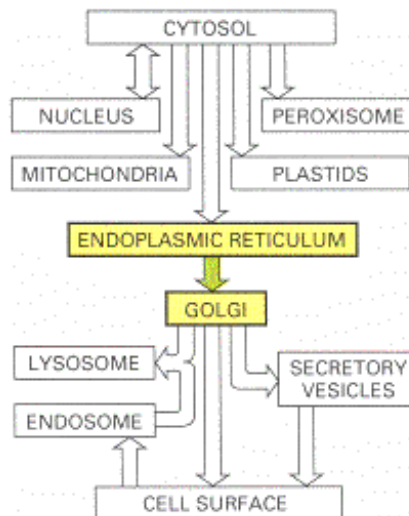 CYTOSOL
NUCLEUS
PEROXISOME
MITOCHONDRIA
PLASTIDS
ENDOPLASMIC RETICULUM
GOLGI
LYSOSOME
SECRETORY
VESICLES
ENDOSOME
CELL SURFACE